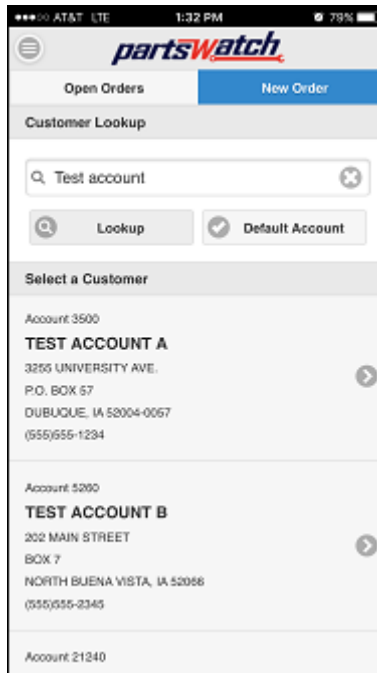 AT&T LTE 1:32 PM 79%
partswatch
Open Orders New Order
Customer Lookup
Test account
Lookup Default Account
Select a Customer
Account 3500
TEST ACCOUNT A
3255 UNIVERSITY AVE.
P.O. BOX 57
DUBUQUE, IA 52004-0057
(555)555-1234
Account 5260
TEST ACCOUNT B
202 MAIN STREET
BOX 7
NORTH BUENA VISTA, IA 52066
(555)555-2345
Account 21240